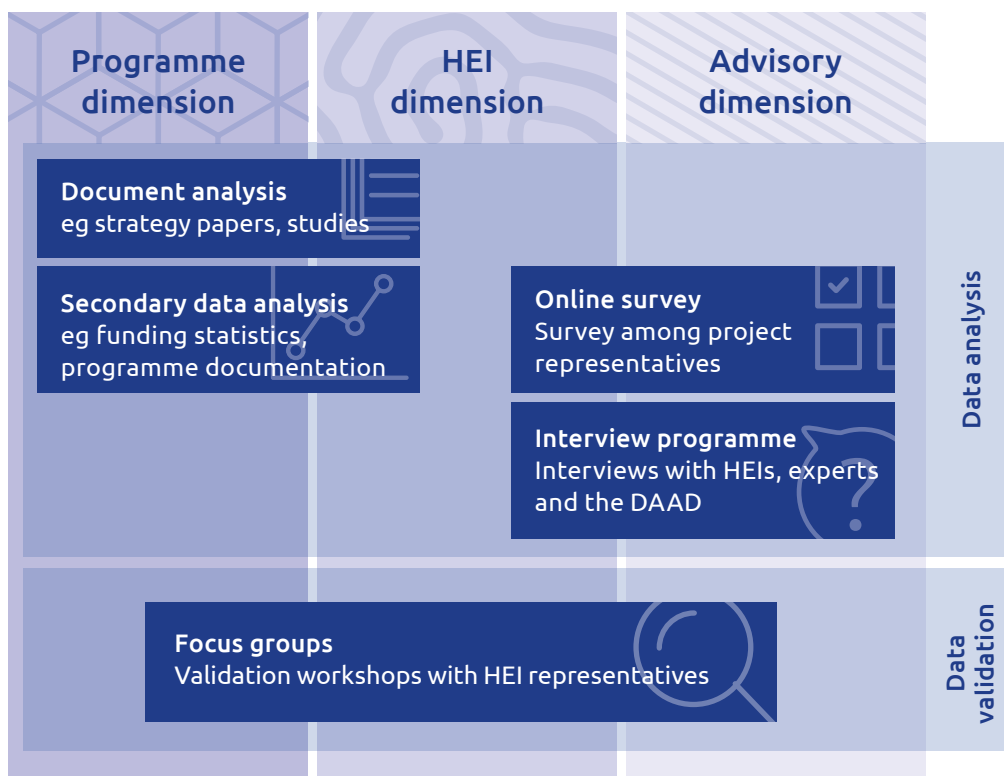 Programme
dimension
HEI
dimension
Advisory
dimension
Document analysis
eg strategy papers, studies
Secondary data analysis
eg funding statistics,
programme documentation
Online survey
Survey among project
representatives
Interview programme
Interviews with HEIs, experts
and the DAAD
Data analysis
Focus groups
Validation workshops with HEI representatives
Data
validation